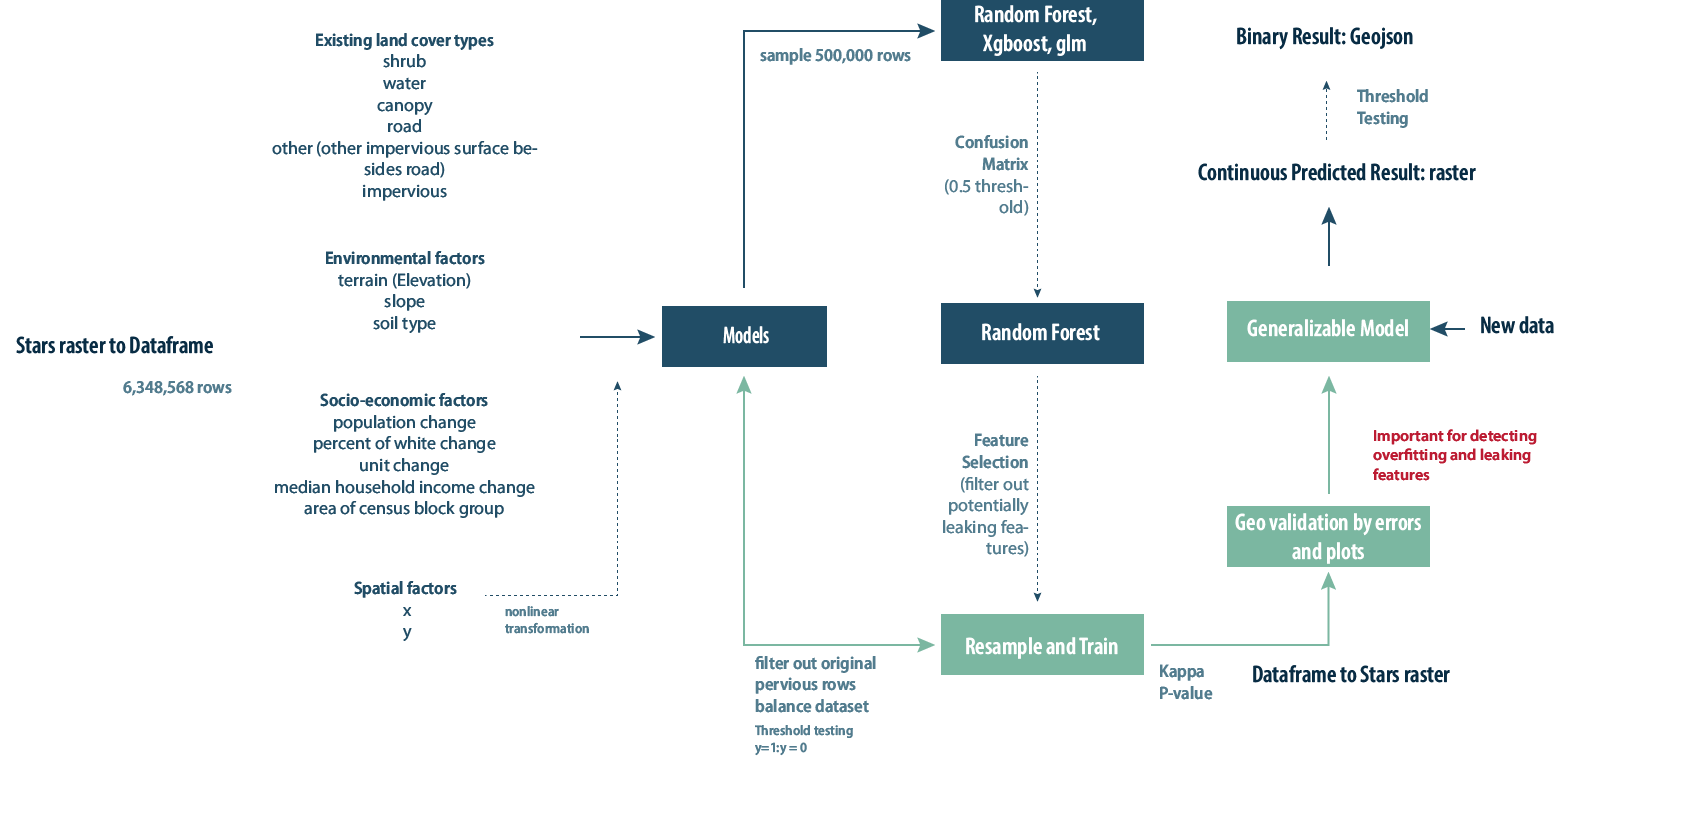 Stars raster to Dataframe
6,348,568 rows
Existing land cover types
shrub
water
canopy
road
other (other impervious surface be-
sides road)
impervious
Environmental factors
terrain (Elevation)
slope
soil type
Socio-economic factors
population change
percent of white change
unit change
median household income change
area of census block group
Spatial factors
x
y
nonlinear
transformation
Models
sample 500,000 rows
Random Forest,
Xgboost, glm
Confusion
Matrix
(0.5 thresh-
old)
Random Forest
Feature
Selection
(filter out
potentially
leaking fea-
tures)
Resample and Train
filter out original
pervious rows
balance dataset
Threshold testing
y=1:y = 0
Kappa
P-value
Dataframe to Stars raster
Geo validation by errors
and plots
Important for detecting
overfitting and leaking
features
Generalizable Model
New data
Continuous Predicted Result: raster
Threshold
Testing
Binary Result: Geojson